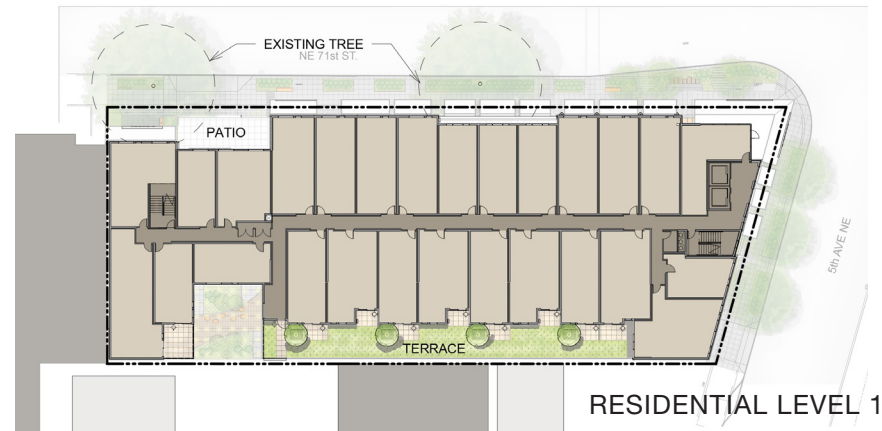 EXISTING TREE
NE 71st ST.
PATIO
5th AVE NE
TERRACE
RESIDENTIAL LEVEL 1